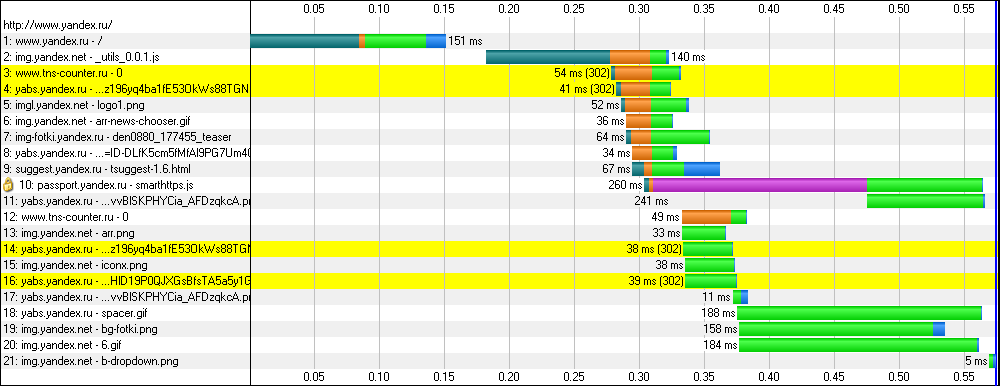 0.05 0.10 0.15 0.20 0.25 0.30 0.35 0.40 0.45 0.50 0.55
http://www.yandex.ru/
1: www.yandex.ru - / 151 ms
2: img.yandex.net - _utils_0.0.1.js 140 ms
3: www.tns-counter.ru - 0 54 ms (302)
4: yabs.yandex.ru - ...z196yq4ba1fE53OkWs88TGN 41 ms (302)
5: imgl.yandex.net - logo1.png 52 ms
6: img.yandex.net - arr-news-chooser.gif 36 ms
7: img-fotki.yandex.ru - den0880_177455_teaser 64 ms
8: yabs.yandex.ru - ...=ID-DLfK5cm5fMfAI9PG7Um40 34 ms
9: suggest.yandex.ru - tsuggest-1.6.html 67 ms
10: passport.yandex.ru - smarthttps.js 260 ms
11: yabs.yandex.ru - ...vvBISKPHYCia_AFDzqkcA.pn 241 ms
12: www.tns-counter.ru - 0 49 ms
13: img.yandex.net - arr.png 33 ms
14: yabs.yandex.ru - ...z196yq4ba1fE53OkWs88TGN 38 ms (302)
15: img.yandex.net - iconx.png 38 ms
16: yabs.yandex.ru - ...HID19P0QJXGsBfsTA5a5y1G 39 ms (302)
17: yabs.yandex.ru - ...vvBISKPHYCia_AFDzqkcA.pn 11 ms
18: yabs.yandex.ru - spacer.gif 188 ms
19: img.yandex.net - bg-fotki.png 158 ms
20: img.yandex.net - 6.gif 184 ms
21: img.yandex.net - b-dropdown.png 5 ms
0.05 0.10 0.15 0.20 0.25 0.30 0.35 0.40 0.45 0.50 0.55